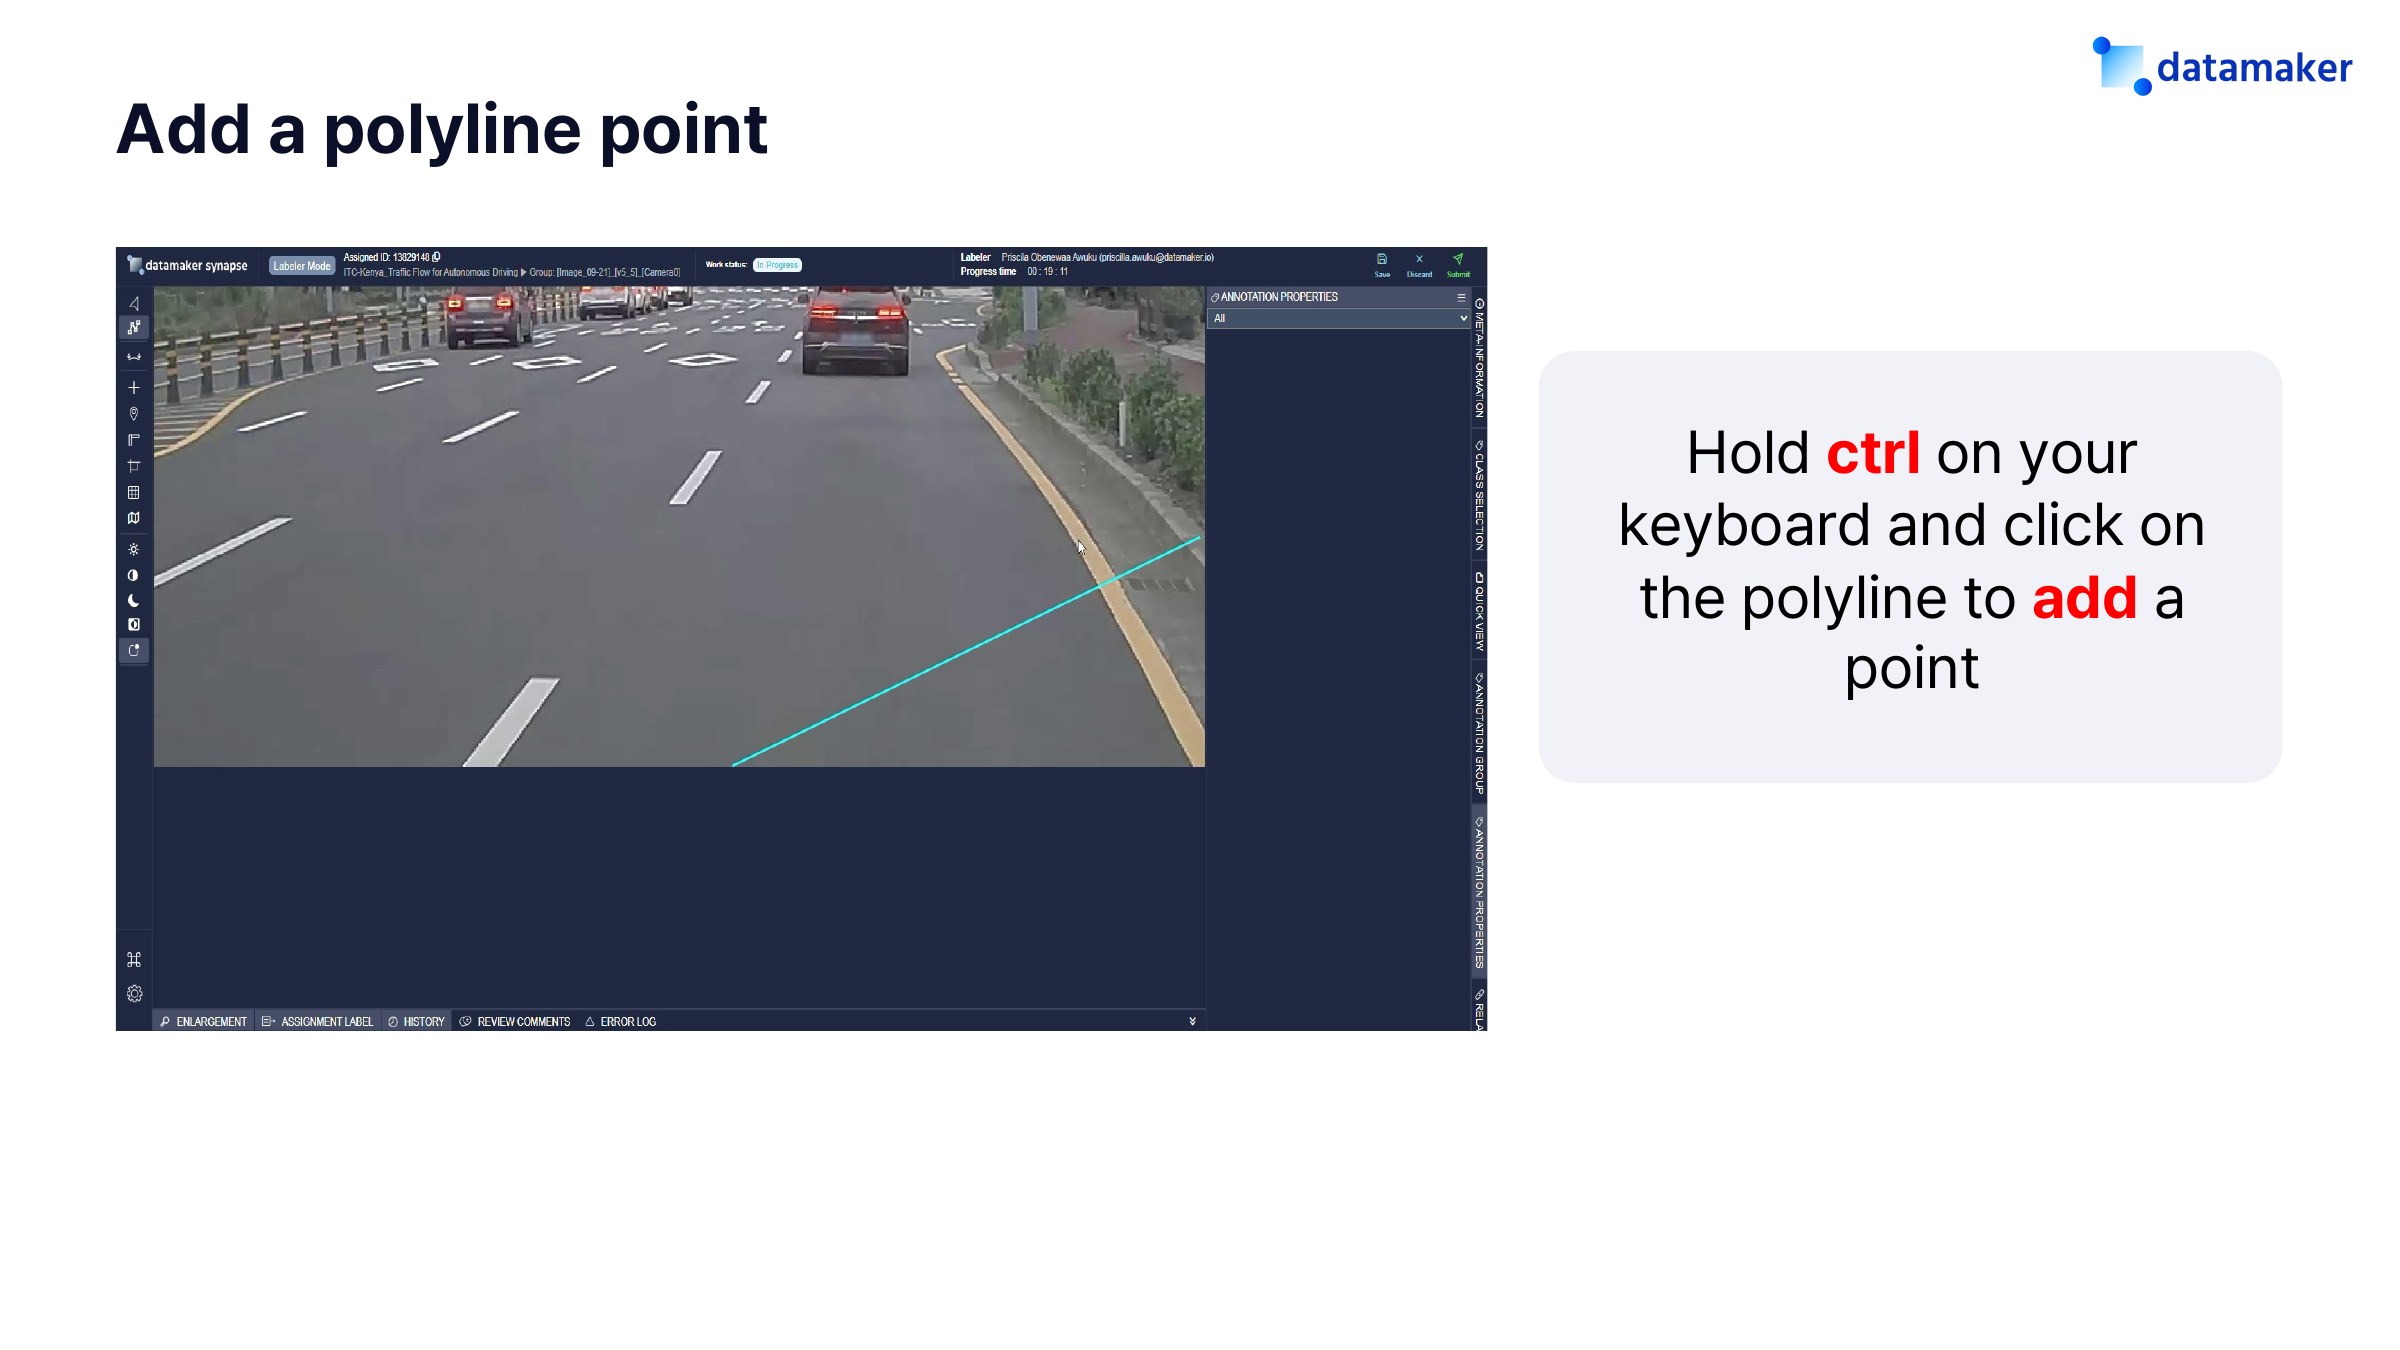 datamaker
Add a polyline point
datamaker synapse
Labeler Mode
Assigned ID: 13829148
ITC-Kenya_Traffic Flow for Autonomous Driving ▶ Group: [Image_09-21]_[v5_5]_[Camera0]
Work status: In Progress
Labeler Priscila Obenewaa Awuku (priscilla.awuku@datamaker.io)
Progress time 00 : 19 : 11
Save
Discard
Submit
ANNOTATION PROPERTIES
All
META-INFORMATION
CLASS SELECTION
QUICK VIEW
ANNOTATION GROUP
ANNOTATION PROPERTIES
RELA
Hold ctrl on your
keyboard and click on
the polyline to add a
point
ENLARGEMENT
ASSIGNMENT LABEL
HISTORY
REVIEW COMMENTS
ERROR LOG